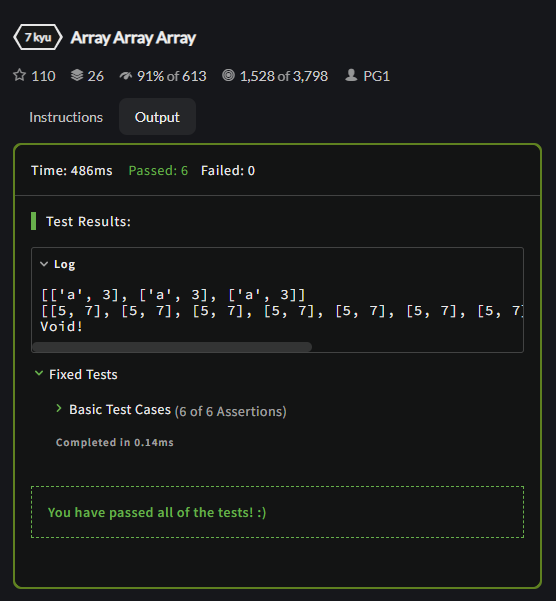 7 kyu Array Array Array
110 26 91% of 613 1,528 of 3,798 PG1
Instructions Output
Time: 486ms Passed: 6 Failed: 0
Test Results:
Log
[['a', 3], ['a', 3], ['a', 3]]
[[5, 7], [5, 7], [5, 7], [5, 7], [5, 7], [5, 7], [5, 7]
Void!
Fixed Tests
Basic Test Cases (6 of 6 Assertions)
Completed in 0.14ms
You have passed all of the tests! :)